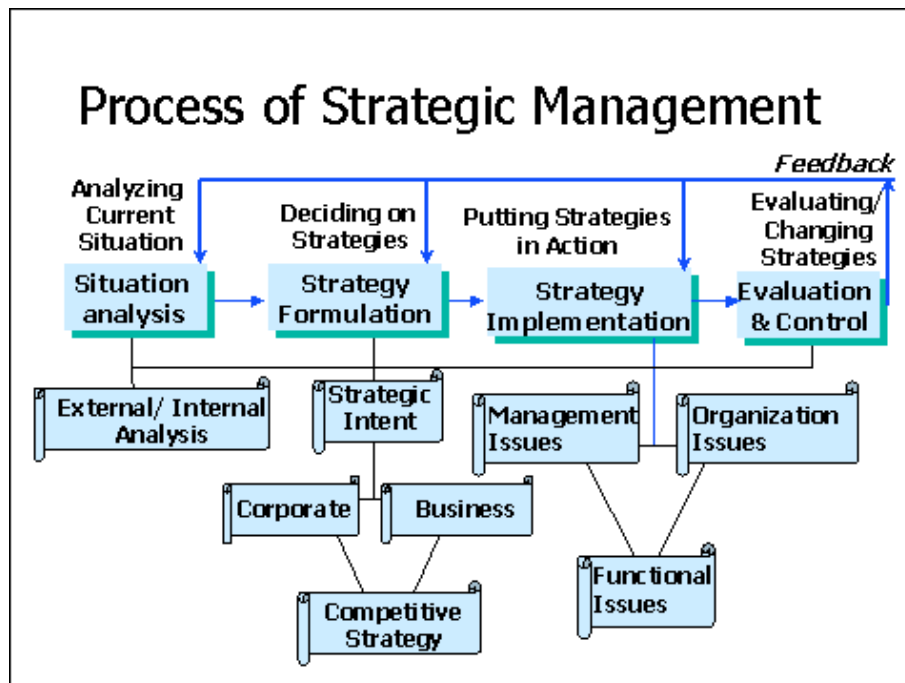 Process of Strategic Management
Feedback
Analyzing
Current
Situation
Deciding on
Strategies
Putting Strategies
in Action
Evaluating/
Changing
Strategies
Situation
analysis
Strategy
Formulation
Strategy
Implementation
Evaluation
& Control
External/ Internal
Analysis
Strategic
Intent
Management
Issues
Organization
Issues
Corporate
Business
Competitive
Strategy
Functional
Issues